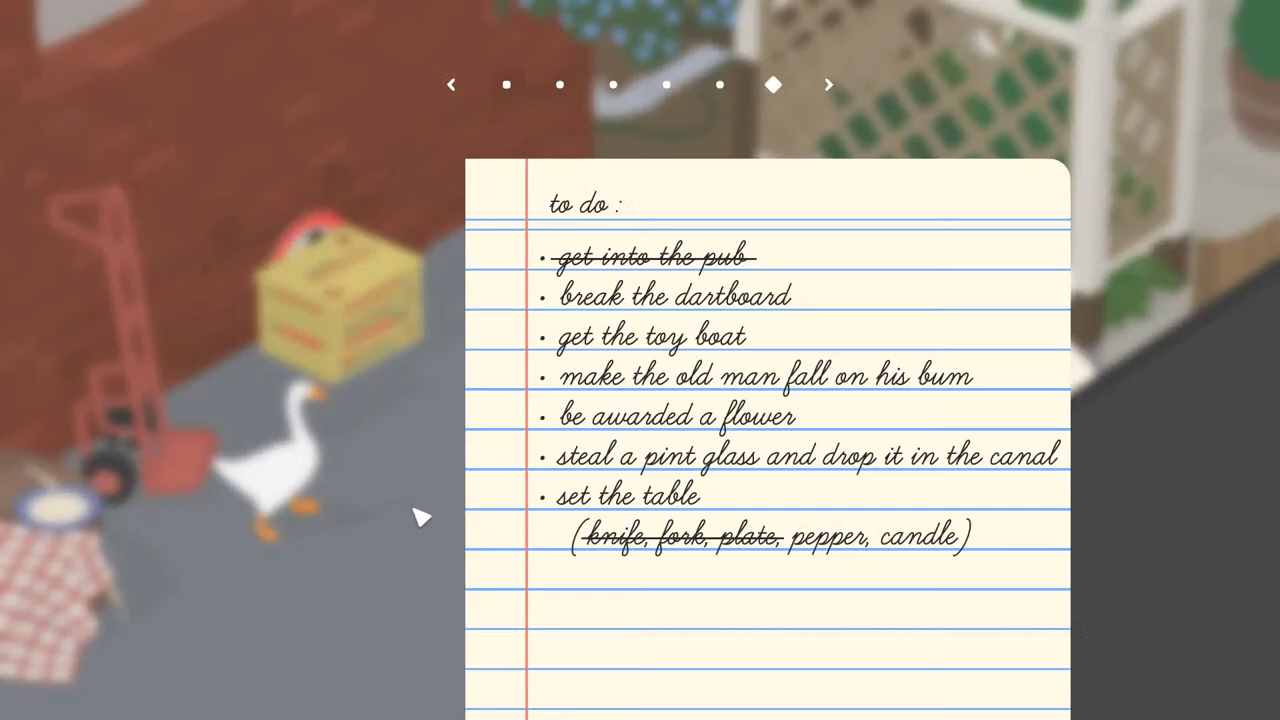 to do :
• get into the pub
• break the dartboard
• get the toy boat
• make the old man fall on his bum
• be awarded a flower
• steal a pint glass and drop it in the canal
• set the table
(knife, fork, plate, pepper, candle)